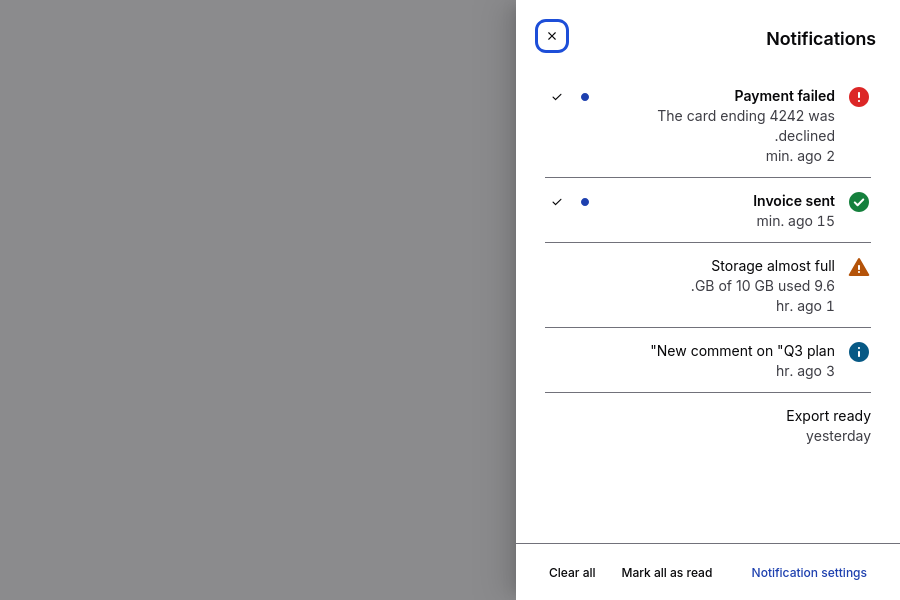 Notifications
Payment failed
The card ending 4242 was
.declined
min. ago 2
Invoice sent
min. ago 15
Storage almost full
.GB of 10 GB used 9.6
hr. ago 1
"New comment on "Q3 plan
hr. ago 3
Export ready
yesterday
Clear all
Mark all as read
Notification settings